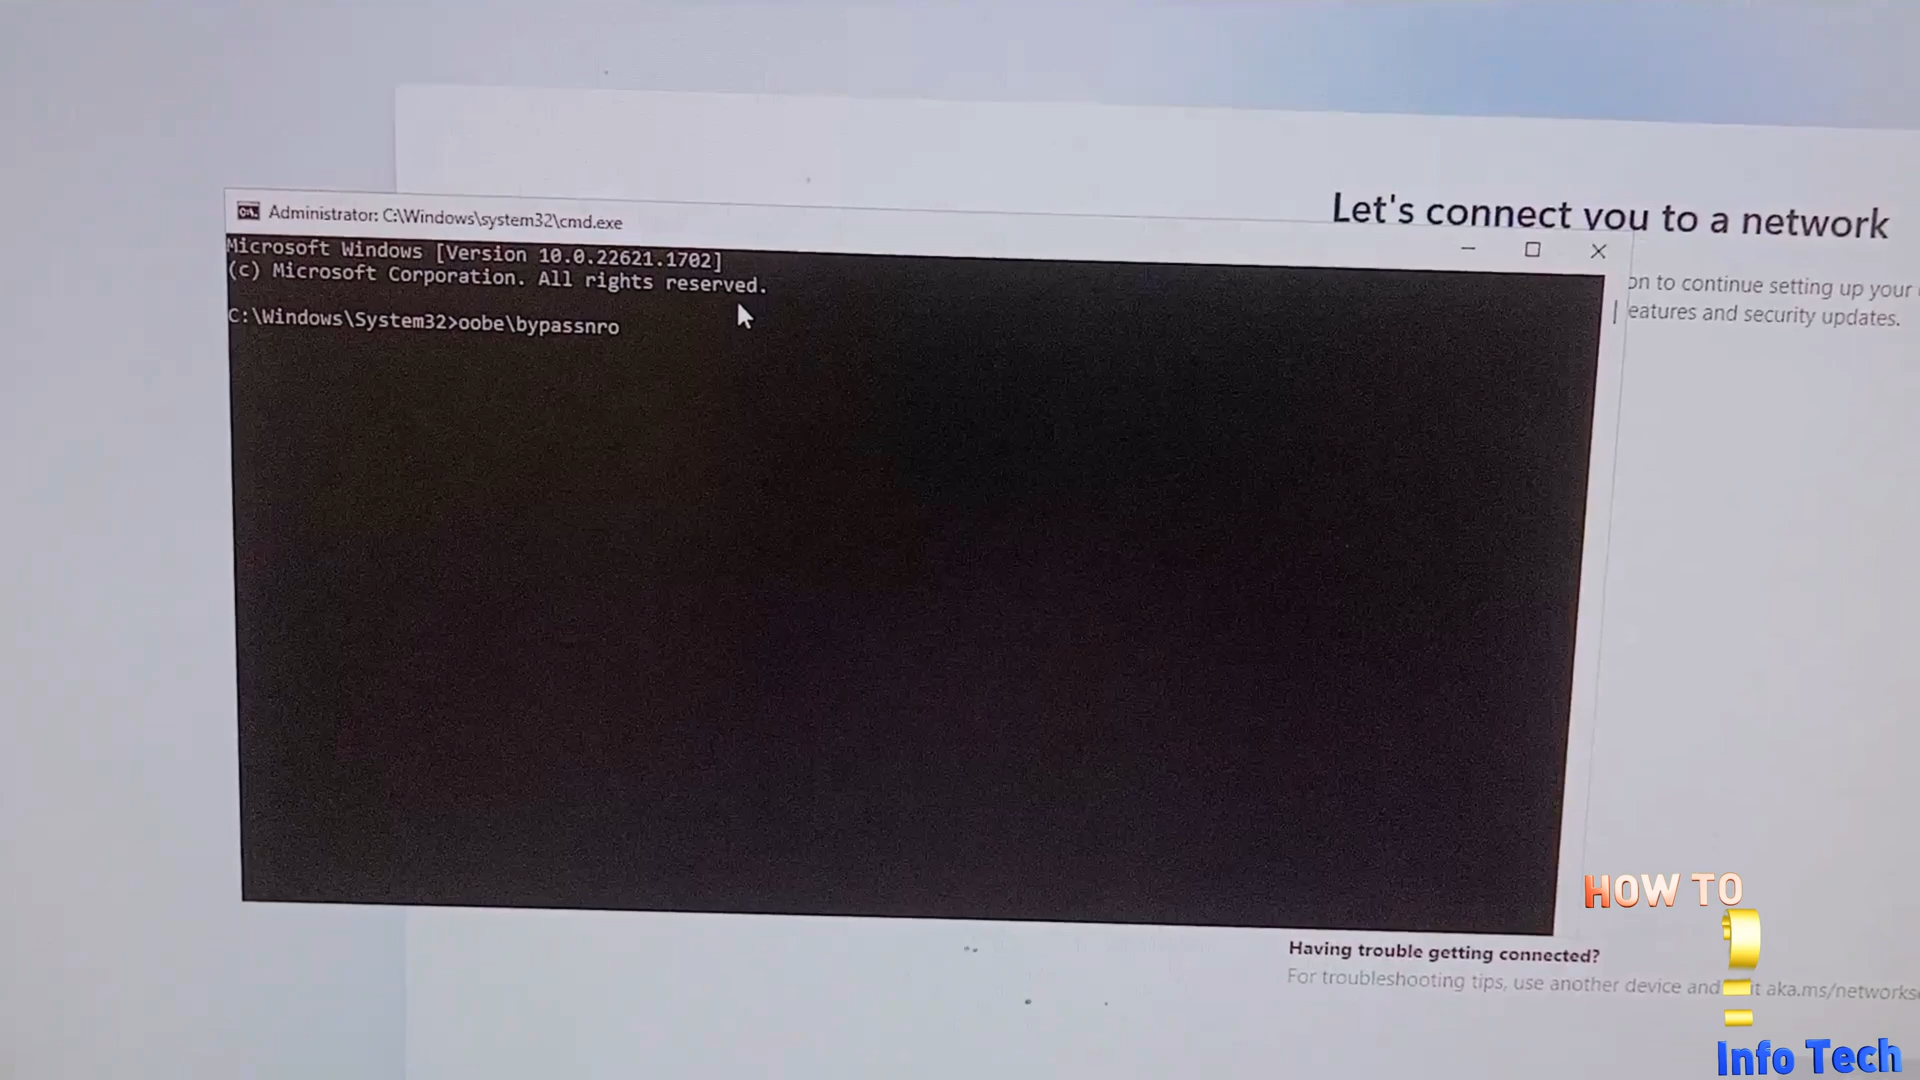 Let's connect you to a network
on to continue setting up your
eatures and security updates.
Administrator: C:\Windows\system32\cmd.exe
Microsoft Windows [Version 10.0.22621.1702]
(c) Microsoft Corporation. All rights reserved.
C:\Windows\System32>oobe\bypassnro
Having trouble getting connected?
For troubleshooting tips, use another device and it aka.ms/networks
HOW TO
Info Tech